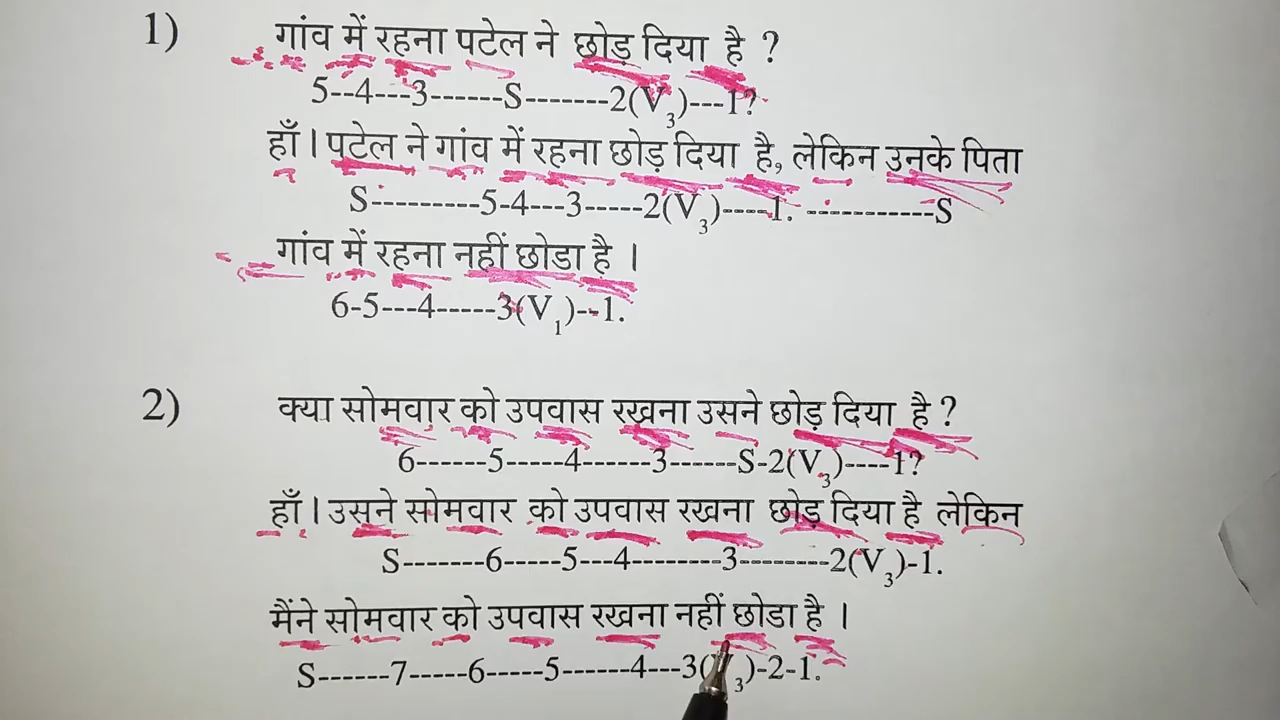 1) गांव में रहना पटेल ने छोड़ दिया है ?
5--4---3------S-------2(V₃)---1?
हाँ । पटेल ने गांव में रहना छोड़ दिया है, लेकिन उनके पिता
S---------5-4---3-----2(V₃)----1. -----------S
गांव में रहना नहीं छोडा है ।
6-5---4-----3(V₁)--1.
2) क्या सोमवार को उपवास रखना उसने छोड़ दिया है ?
6------5-----4------3------S-2(V₃)----1?
हाँ । उसने सोमवार को उपवास रखना छोड़ दिया है लेकिन
S-------6-----5---4--------3--------2(V₃)-1.
मैंने सोमवार को उपवास रखना नहीं छोडा है ।
S------7-----6-----5------4---3( ₃)-2-1.